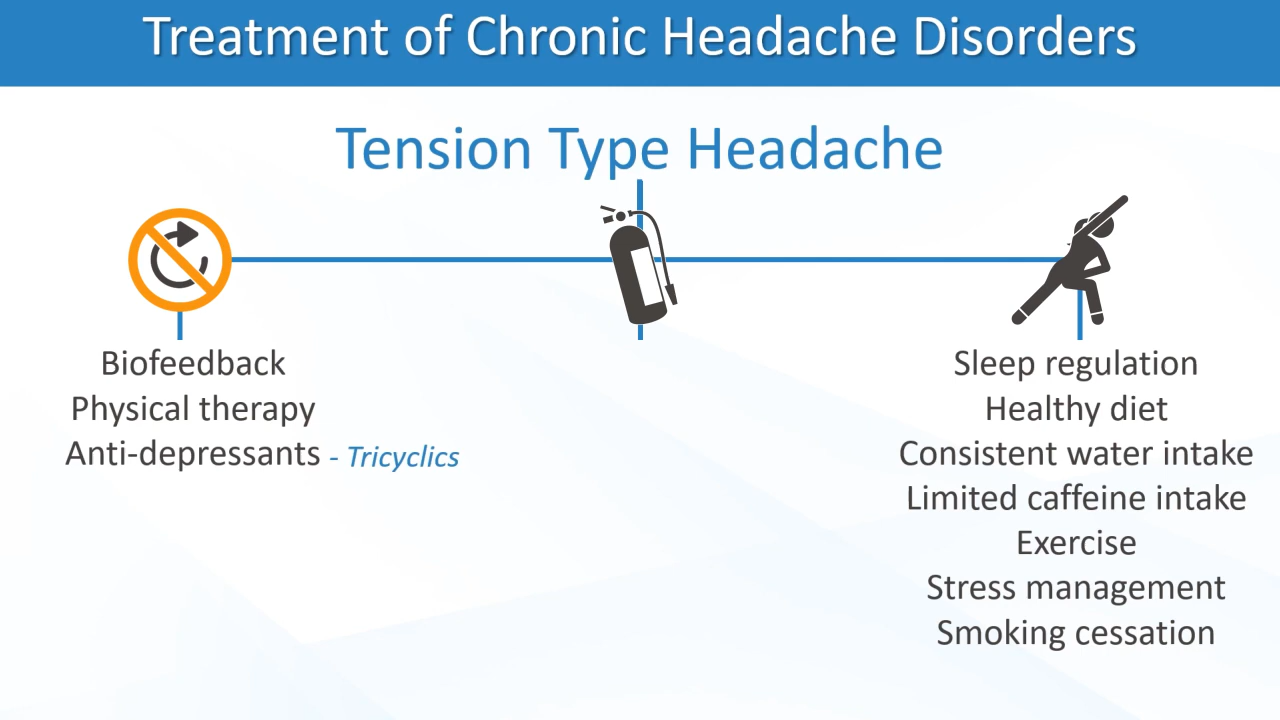 Treatment of Chronic Headache Disorders
Tension Type Headache
Biofeedback
Physical therapy
Anti-depressants - Tricyclics
Sleep regulation
Healthy diet
Consistent water intake
Limited caffeine intake
Exercise
Stress management
Smoking cessation